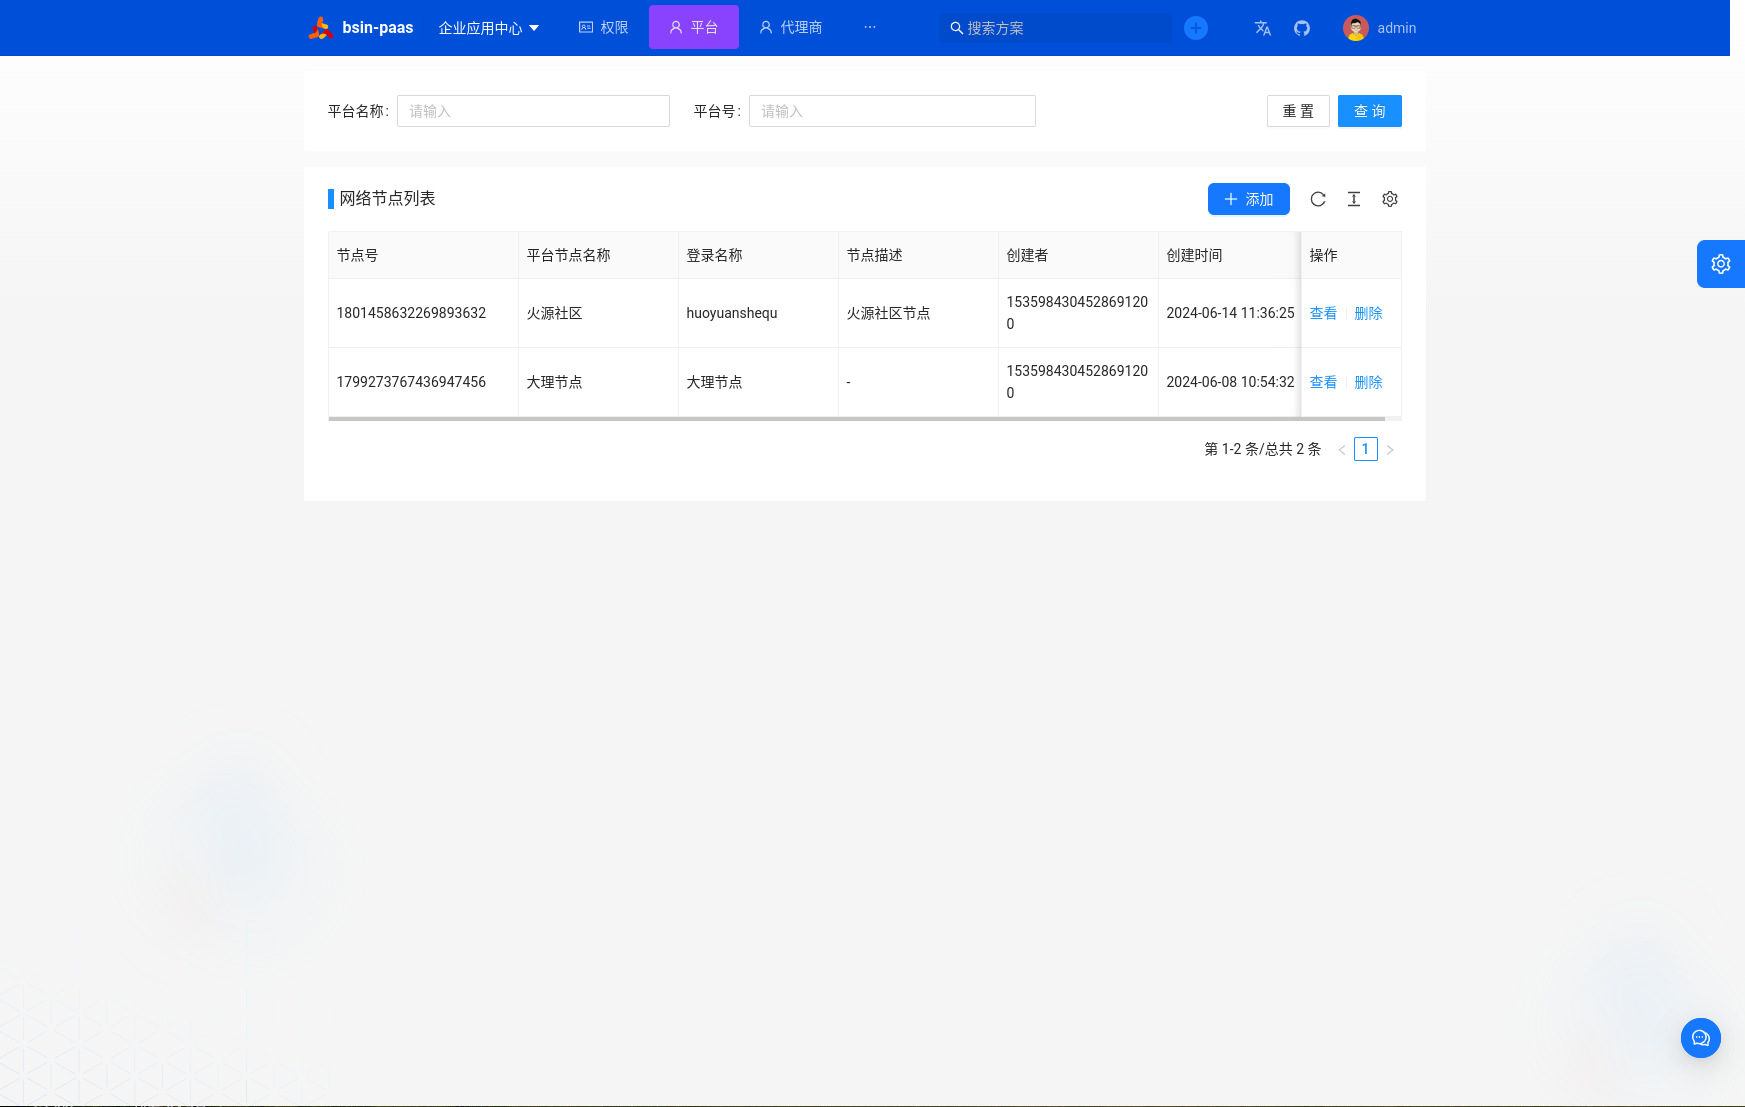 bsin-paas 企业应用中心 权限 平台 代理商 ··· 搜索方案 admin
平台名称: 请输入 平台号: 请输入 重 置 查 询
网络节点列表 添加
节点号 平台节点名称 登录名称 节点描述 创建者 创建时间 操作
1801458632269893632 火源社区 huoyuanshequ 火源社区节点 153598430452869120 2024-06-14 11:36:25 查看 删除
0
1799273767436947456 大理节点 大理节点 - 153598430452869120 2024-06-08 10:54:32 查看 删除
0
第 1-2 条/总共 2 条 < 1 >